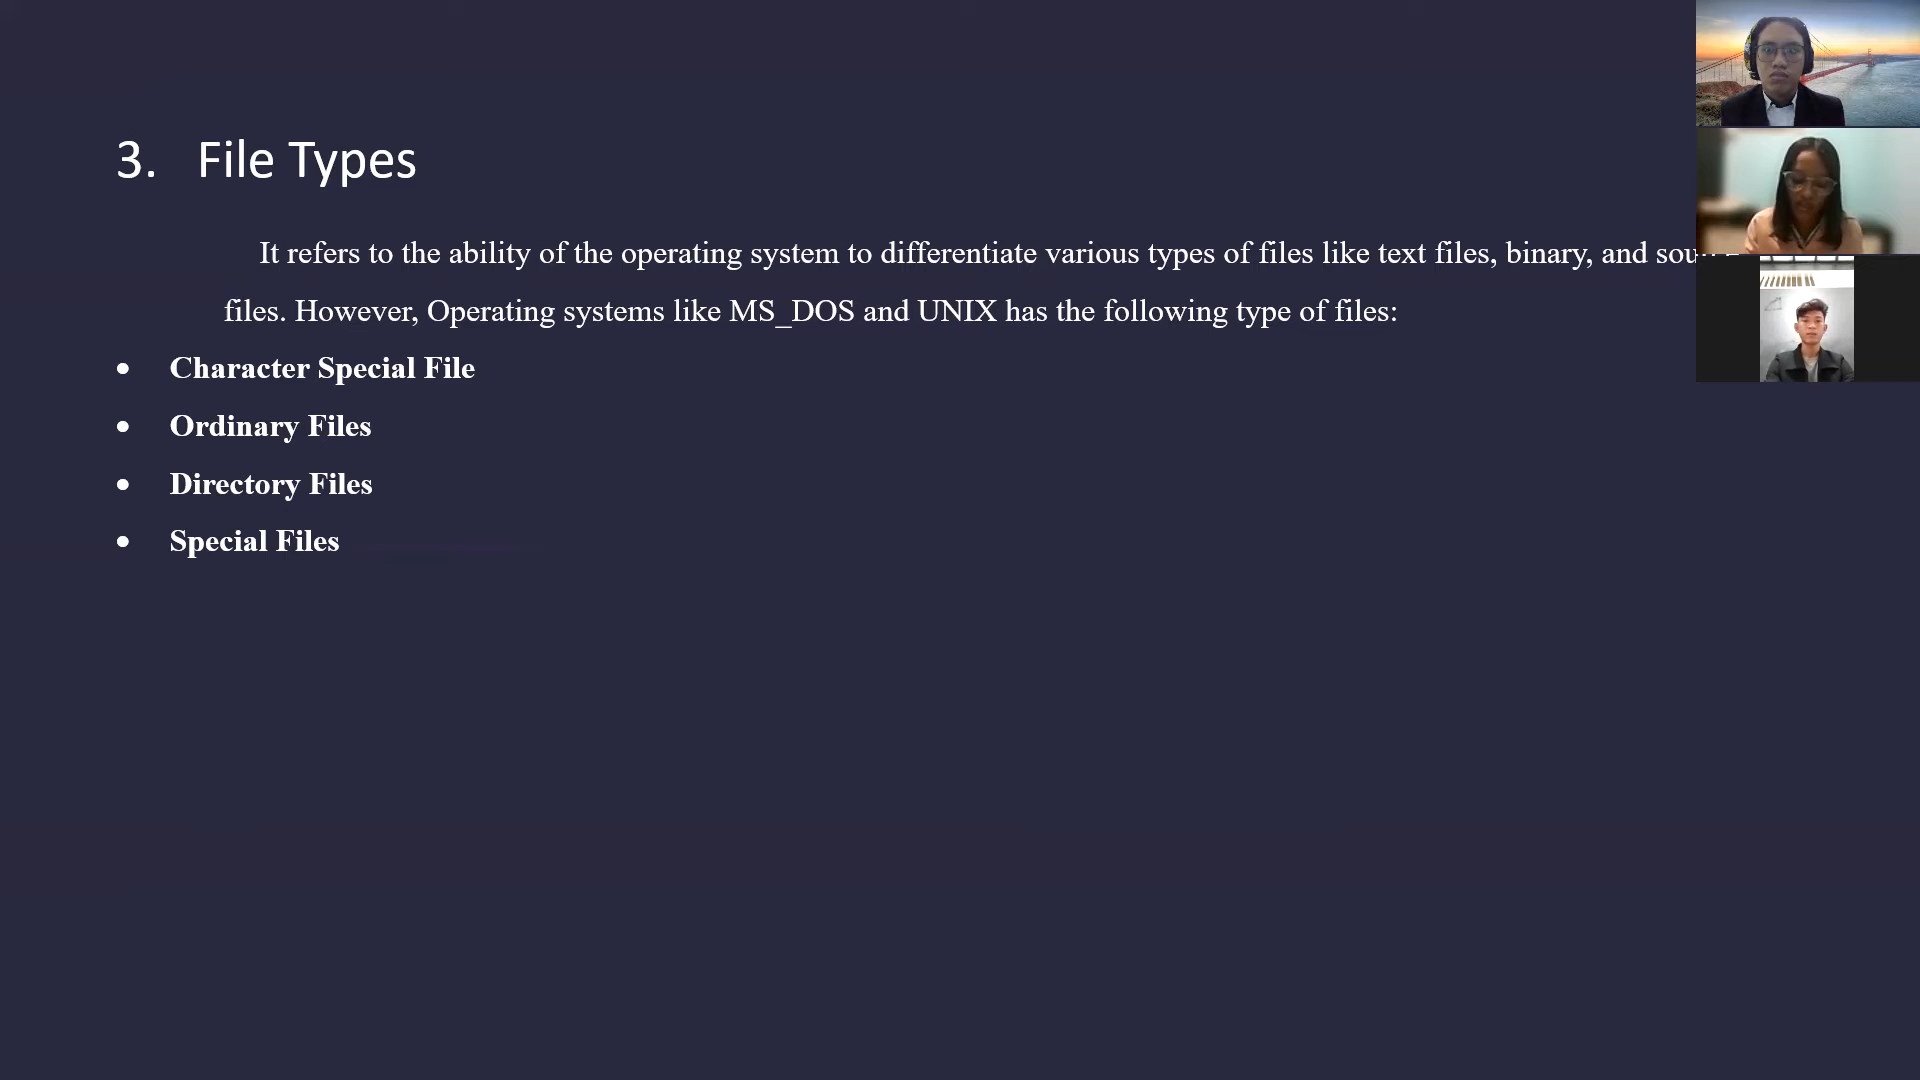 3. File Types
It refers to the ability of the operating system to differentiate various types of files like text files, binary, and
files. However, Operating systems like MS_DOS and UNIX has the following type of files:
• Character Special File
• Ordinary Files
• Directory Files
• Special Files